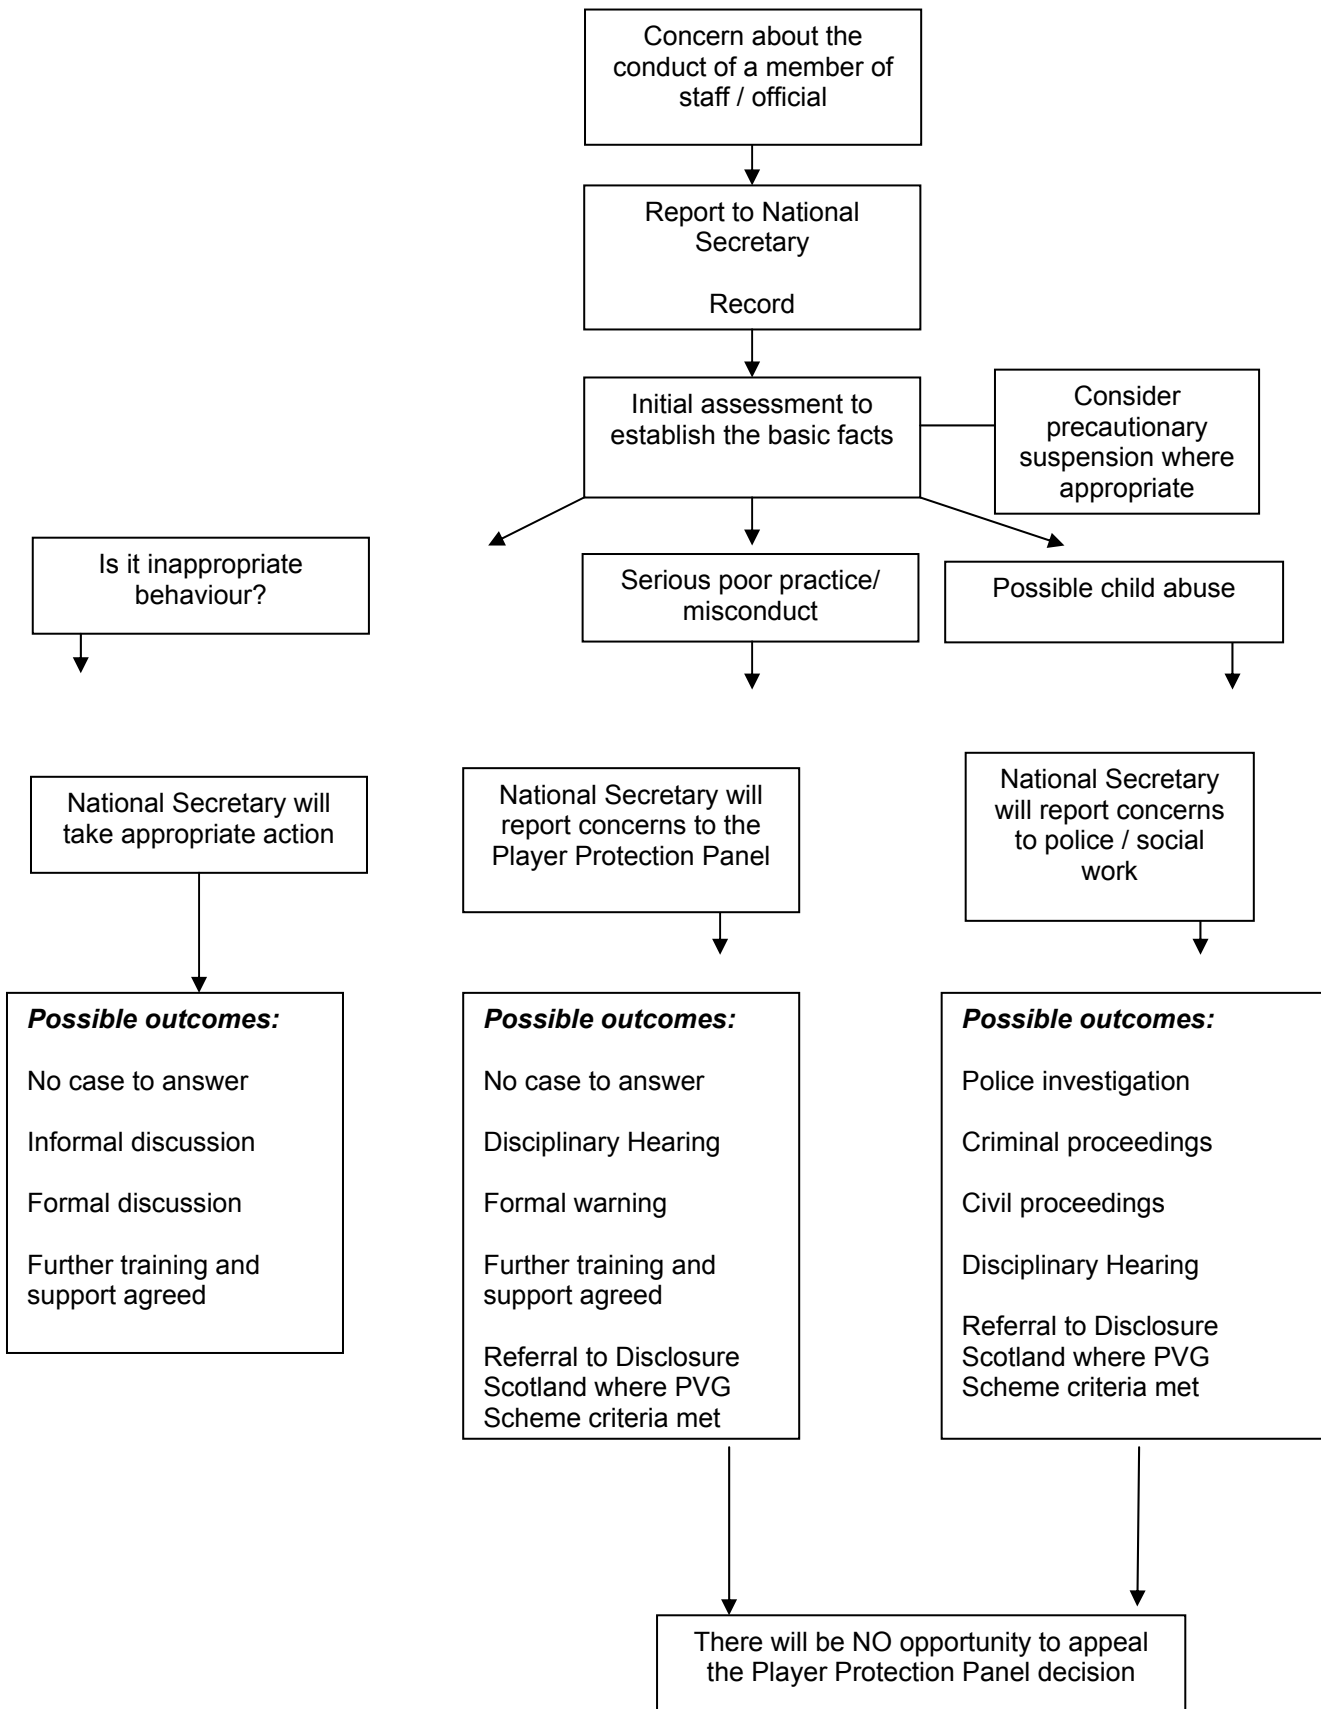 Concern about the
conduct of a member of
staff / official
Report to National
Secretary
Record
Initial assessment to
establish the basic facts
Consider
precautionary
suspension where
appropriate
Is it inappropriate
behaviour?
Serious poor practice/
misconduct
Possible child abuse
National Secretary will
take appropriate action
National Secretary will
report concerns to the
Player Protection Panel
National Secretary
will report concerns
to police / social
work
Possible outcomes:
No case to answer
Informal discussion
Formal discussion
Further training and
support agreed
Possible outcomes:
No case to answer
Disciplinary Hearing
Formal warning
Further training and
support agreed
Referral to Disclosure
Scotland where PVG
Scheme criteria met
Possible outcomes:
Police investigation
Criminal proceedings
Civil proceedings
Disciplinary Hearing
Referral to Disclosure
Scotland where PVG
Scheme criteria met
There will be NO opportunity to appeal
the Player Protection Panel decision